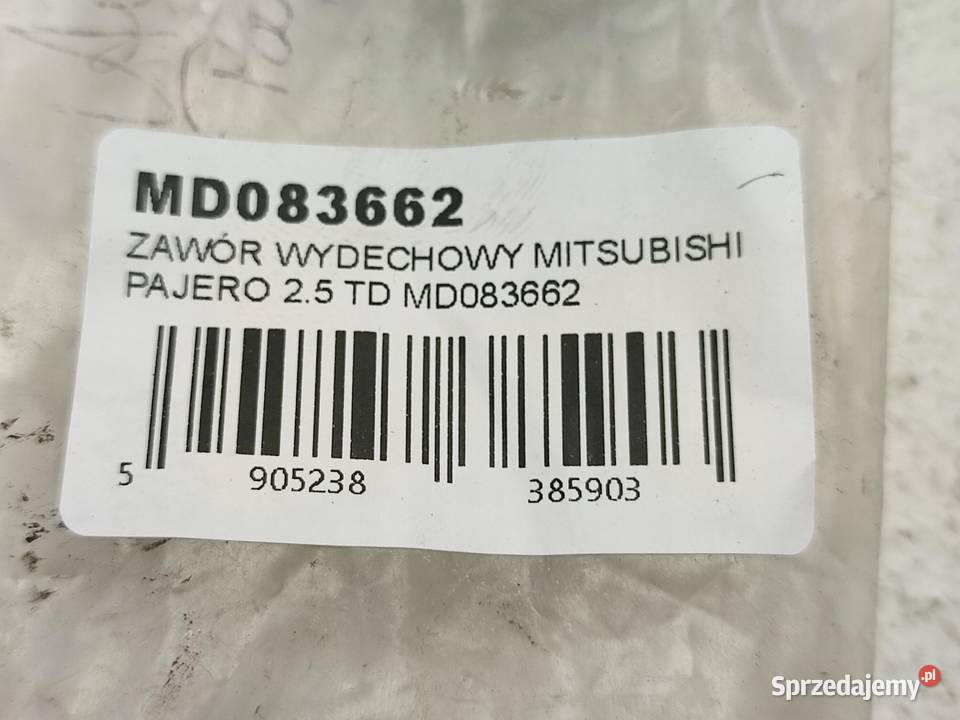 MD083662
ZAWÓR WYDECHOWY MITSUBISHI
PAJERO 2.5 TD MD083662
5 905238 385903
Sprzedajemy.pl